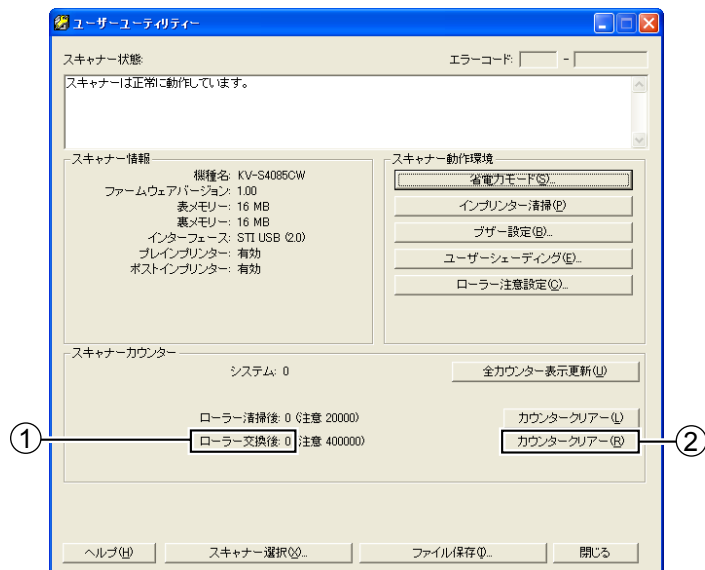 ユーザーユーティリティー
スキャナー状態:
エラーコード: -
スキャナーは正常に動作しています。
スキャナー情報
機種名: KV-S4085CW
ファームウェアバージョン: 1.00
表メモリー: 16 MB
裏メモリー: 16 MB
インターフェース: STI USB (2.0)
プレインプリンター: 有効
ポストインプリンター: 有効
スキャナー動作環境
省電力モード(S)...
インプリンター清掃(P)
ブザー設定(B)...
ユーザーシェーディング(E)...
ローラー注意設定(C)...
スキャナーカウンター
システム: 0
全カウンター表示更新(U)
ローラー清掃後: 0 (注意 20000)
カウンタークリアー(L)
① ローラー交換後: 0 (注意 400000)
カウンタークリアー(R) ②
ヘルプ(H)
スキャナー選択(X)...
ファイル保存(I)...
閉じる